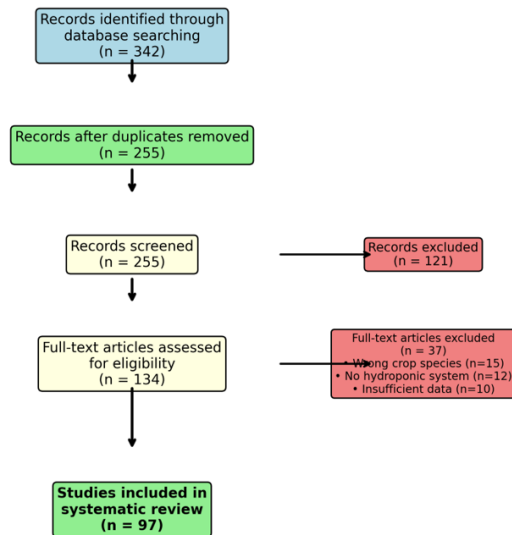 Records identified through
database searching
(n = 342)
Records after duplicates removed
(n = 255)
Records screened
(n = 255)
Records excluded
(n = 121)
Full-text articles assessed
for eligibility
(n = 134)
Full-text articles excluded
(n = 37)
• Wrong crop species (n=15)
• No hydroponic system (n=12)
• Insufficient data (n=10)
Studies included in
systematic review
(n = 97)